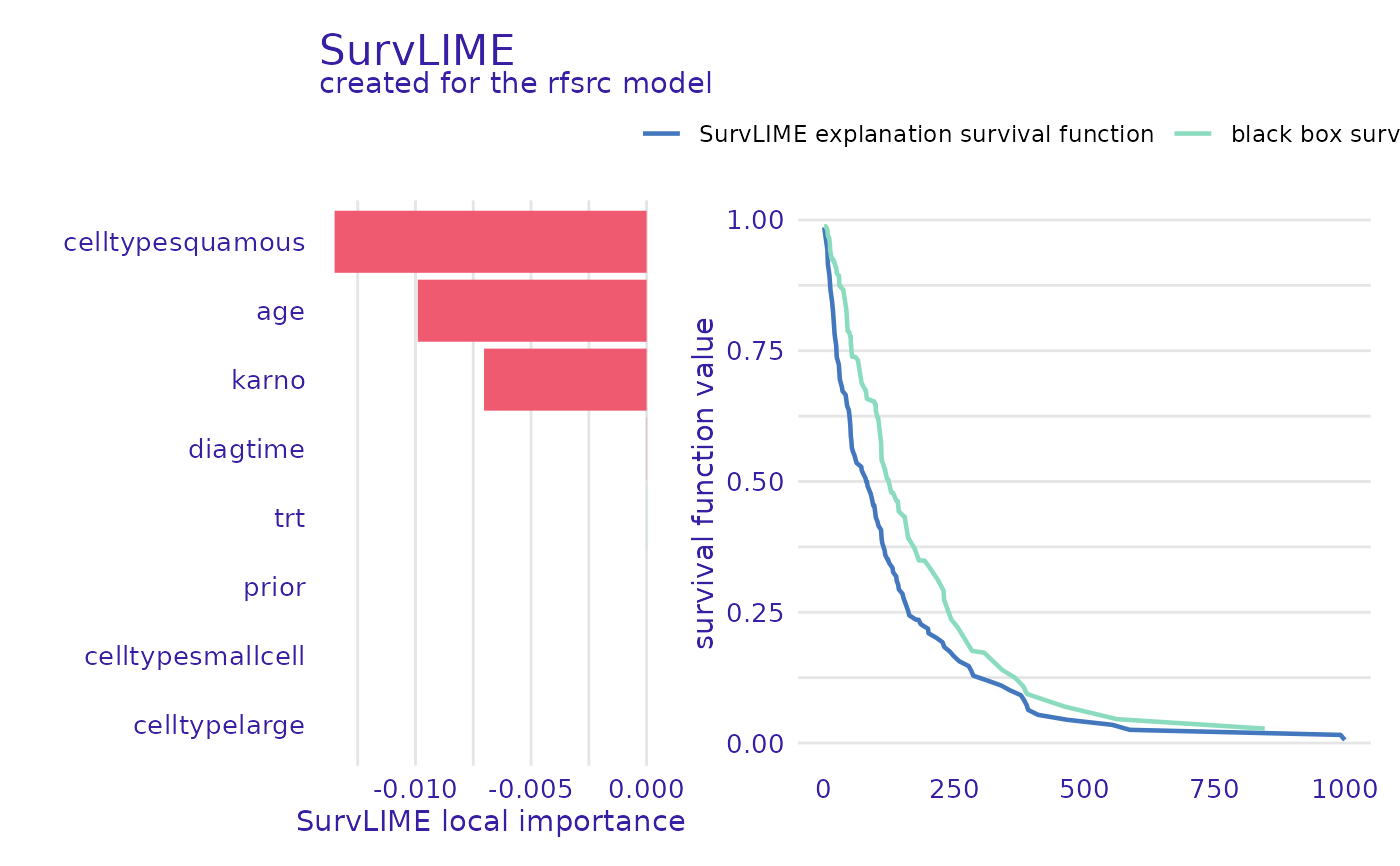 SurvLIME
created for the rfsrc model
SurvLIME explanation survival function
black box surv
celltypesquamous
age
karno
diagtime
trt
prior
celltypesmallcell
celltypelarge
-0.010 -0.005 0.000
SurvLIME local importance
survival function value
1.00
0.75
0.50
0.25
0.00
0 250 500 750 1000